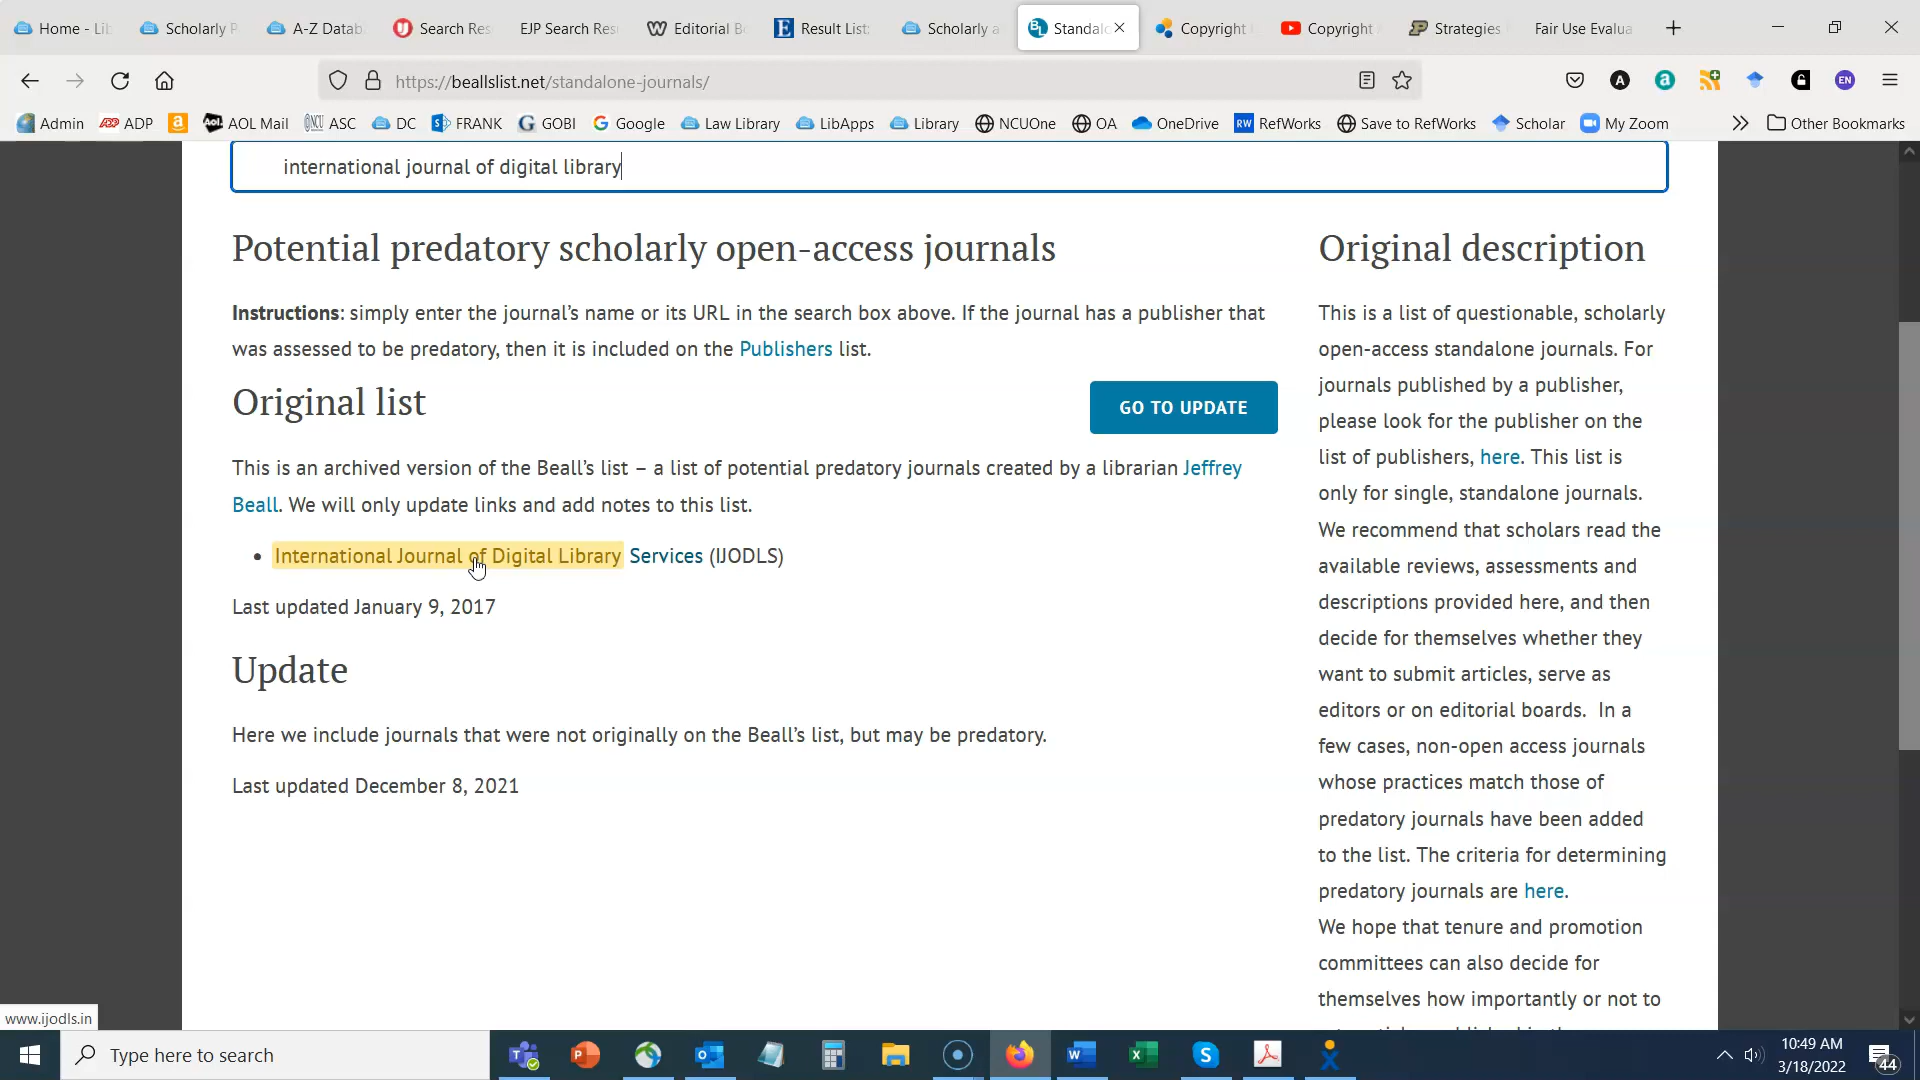 Home - Lib
Scholarly P
A-Z Datab
Search Res
EJP Search Res
Editorial B
Result List:
Scholarly a
Standalo
Copyright
Copyright
Strategies
Fair Use Evalua
https://beallslist.net/standalone-journals/
Admin
ADP
AOL Mail
ASC
DC
FRANK
GOBI
Google
Law Library
LibApps
Library
NCUOne
OA
OneDrive
RefWorks
Save to RefWorks
Scholar
My Zoom
Other Bookmarks
international journal of digital library
Potential predatory scholarly open-access journals
Instructions: simply enter the journal's name or its URL in the search box above. If the journal has a publisher that
was assessed to be predatory, then it is included on the Publishers list.
Original list
GO TO UPDATE
This is an archived version of the Beall's list – a list of potential predatory journals created by a librarian Jeffrey
Beall. We will only update links and add notes to this list.
• International Journal of Digital Library Services (IJODLS)
Last updated January 9, 2017
Update
Here we include journals that were not originally on the Beall's list, but may be predatory.
Last updated December 8, 2021
Original description
This is a list of questionable, scholarly
open-access standalone journals. For
journals published by a publisher,
please look for the publisher on the
list of publishers, here. This list is
only for single, standalone journals.
We recommend that scholars read the
available reviews, assessments and
descriptions provided here, and then
decide for themselves whether they
want to submit articles, serve as
editors or on editorial boards.  In a
few cases, non-open access journals
whose practices match those of
predatory journals have been added
to the list. The criteria for determining
predatory journals are here.
We hope that tenure and promotion
committees can also decide for
themselves how importantly or not to
www.ijodls.in
Type here to search
10:49 AM
3/18/2022
44